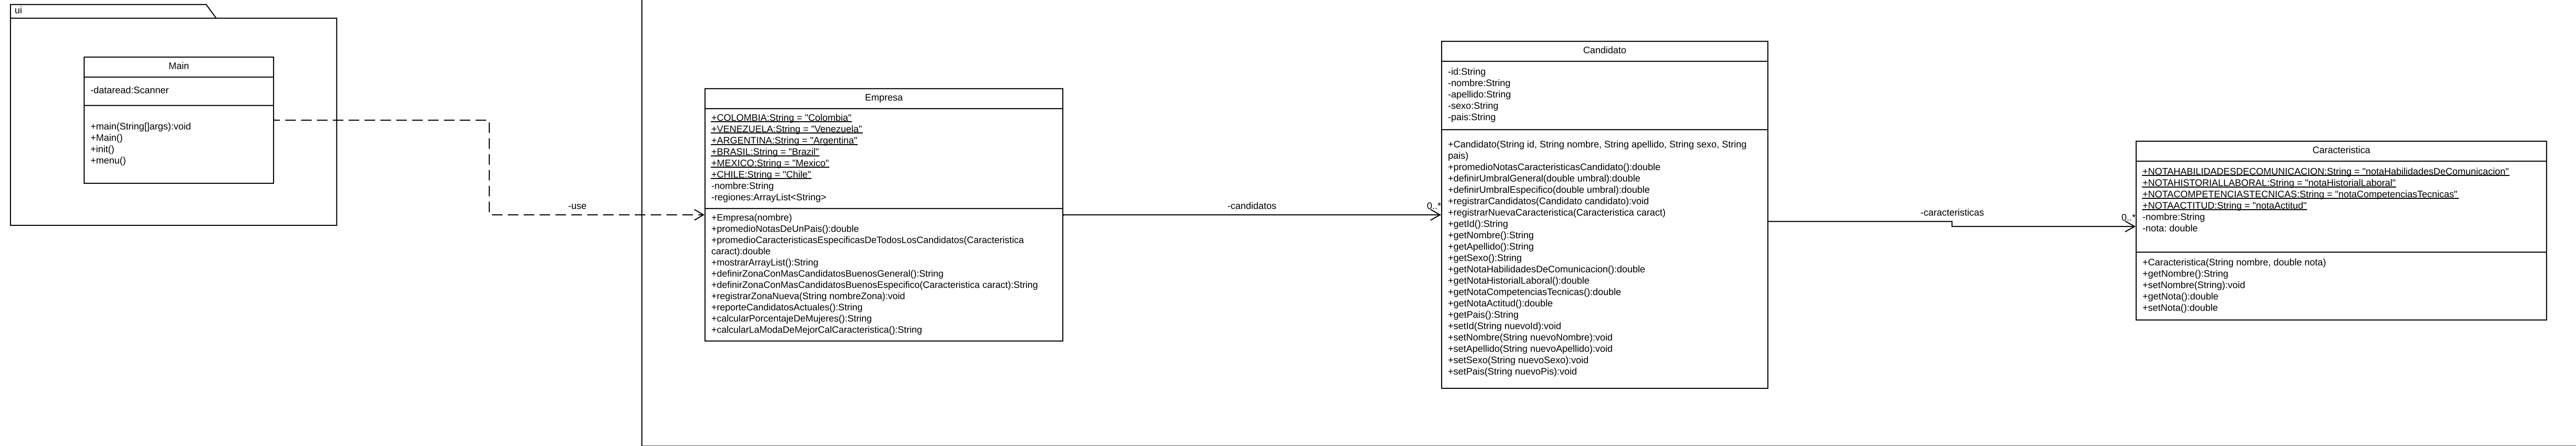 ui
Main
-dataread:Scanner
+main(String[]args):void
+Main()
+init()
+menu()
-use
Empresa
+COLOMBIA:String = "Colombia"
+VENEZUELA:String = "Venezuela"
+ARGENTINA:String = "Argentina"
+BRASIL:String = "Brazil"
+MEXICO:String = "Mexico"
+CHILE:String = "Chile"
-nombre:String
-regiones:ArrayList<String>
+Empresa(nombre)
+promedioNotasDeUnPais():double
+promedioCaracteristicasEspecificasDeTodosLosCandidatos(Caracteristica
caract):double
+mostrarArrayList():String
+definirZonaConMasCandidatosBuenosGeneral():String
+definirZonaConMasCandidatosBuenosEspecifico(Caracteristica caract):String
+registrarZonaNueva(String nombreZona):void
+reporteCandidatosActuales():String
+calcularPorcentajeDeMujeres():String
+calcularLaModaDeMejorCalCaracteristica():String
-candidatos
0..*
Candidato
-id:String
-nombre:String
-apellido:String
-sexo:String
-pais:String
+Candidato(String id, String nombre, String apellido, String sexo, String
pais)
+promedioNotasCaracteristicasCandidato():double
+definirUmbralGeneral(double umbral):double
+definirUmbralEspecifico(double umbral):double
+registrarCandidatos(Candidato candidato):void
+registrarNuevaCaracteristica(Caracteristica caract)
+getId():String
+getNombre():String
+getApellido():String
+getSexo():String
+getNotaHabilidadesDeComunicacion():double
+getNotaHistorialLaboral():double
+getNotaCompetenciasTecnicas():double
+getNotaActitud():double
+getPais():String
+setId(String nuevoId):void
+setNombre(String nuevoNombre):void
+setApellido(String nuevoApellido):void
+setSexo(String nuevoSexo):void
+setPais(String nuevoPis):void
-caracteristicas
0..*
Caracteristica
+NOTAHABILIDADESDECOMUNICACION:String = "notaHabilidadesDeComunicacion"
+NOTAHISTORIALLABORAL:String = "notaHistorialLaboral"
+NOTACOMPETENCIASTECNICAS:String = "notaCompetenciasTecnicas"
+NOTAACTITUD:String = "notaActitud"
-nombre:String
-nota: double
+Caracteristica(String nombre, double nota)
+getNombre():String
+setNombre(String):void
+getNota():double
+setNota():double